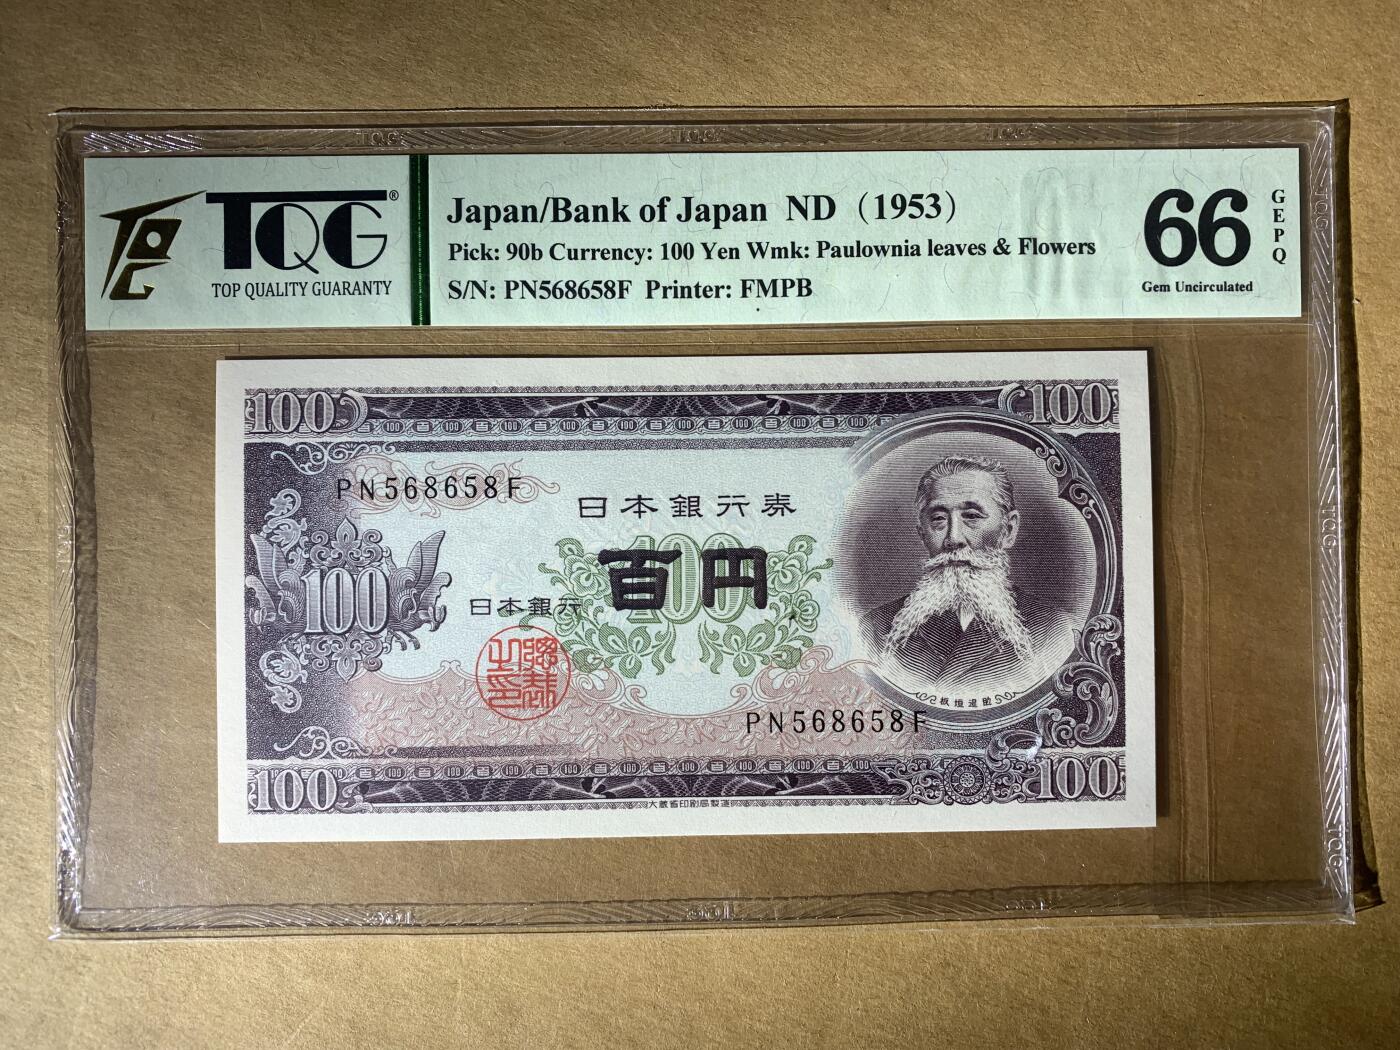 TQG®
TOP QUALITY GUARANTY
Japan/Bank of Japan ND (1953)
Pick: 90b Currency: 100 Yen Wmk: Paulownia leaves & Flowers
S/N: PN568658F Printer: FMPB
66
GEPQ
Gem Uncirculated
100
100
PN568658F
日本銀行券
百円
100
100
日本銀行
板垣退助
PN568658F
100
100
大蔵省印刷局製造